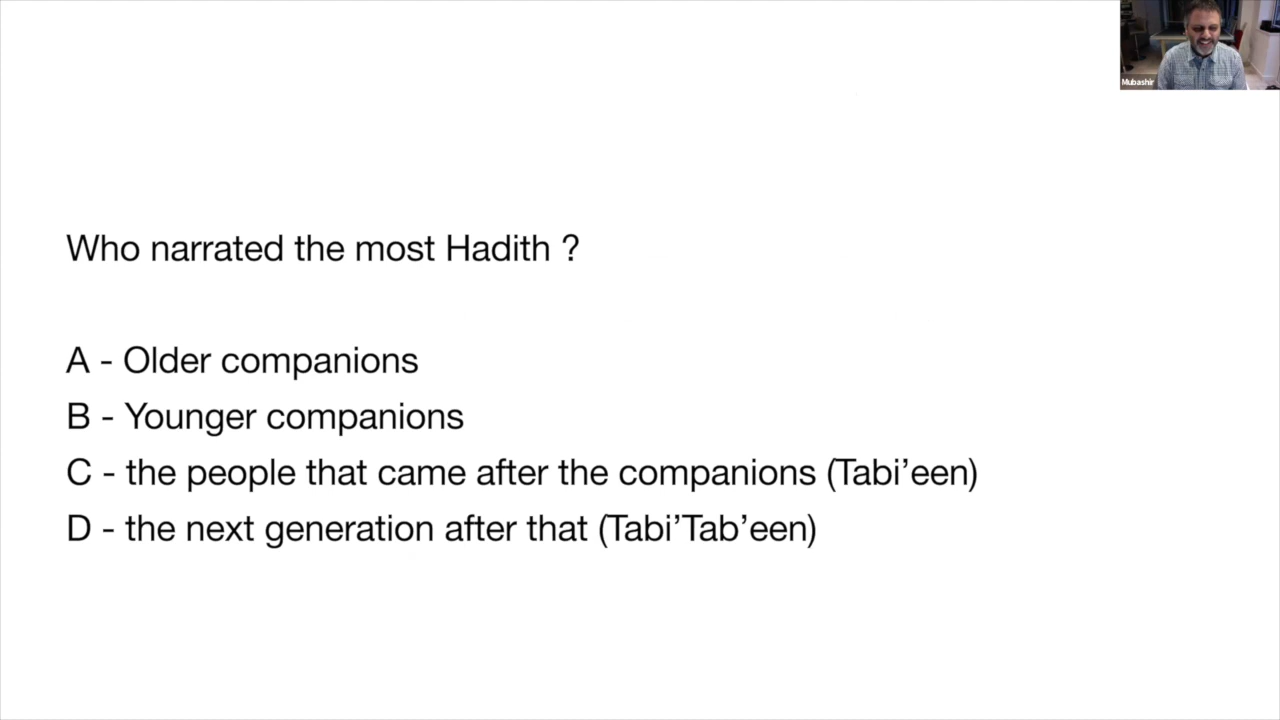 Mubashir
Who narrated the most Hadith ?
A - Older companions
B - Younger companions
C - the people that came after the companions (Tabi’een)
D - the next generation after that (Tabi’Tab’een)